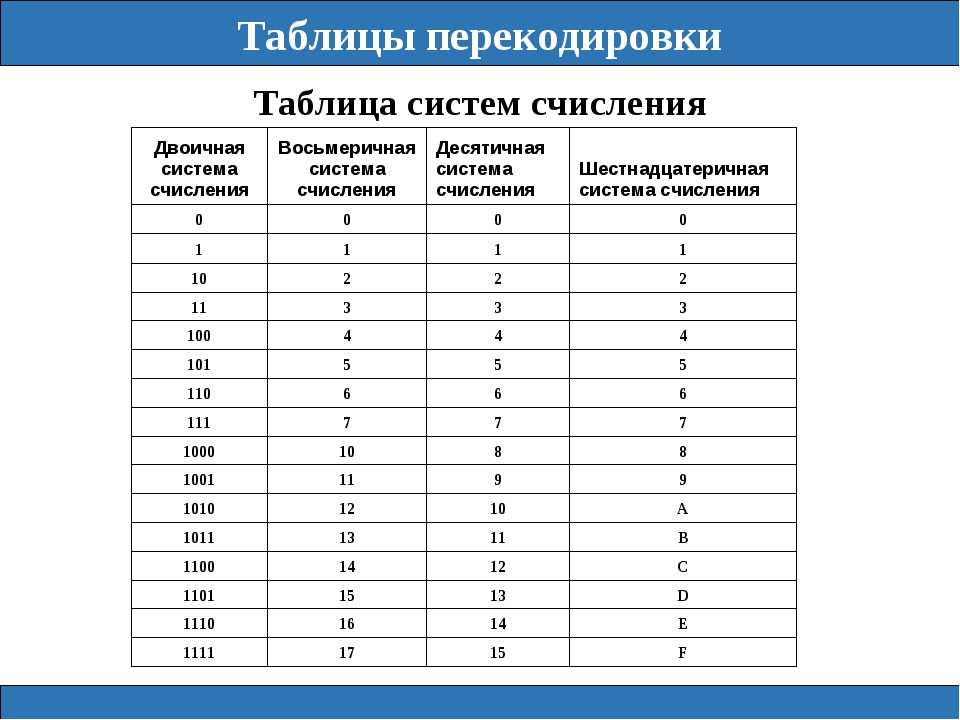 Таблицы перекодировки
Таблица систем счисления
Двоичная система счисления Восьмеричная система счисления Десятичная система счисления Шестнадцатеричная система счисления
0 0 0 0
1 1 1 1
10 2 2 2
11 3 3 3
100 4 4 4
101 5 5 5
110 6 6 6
111 7 7 7
1000 10 8 8
1001 11 9 9
1010 12 10 A
1011 13 11 B
1100 14 12 C
1101 15 13 D
1110 16 14 E
1111 17 15 F